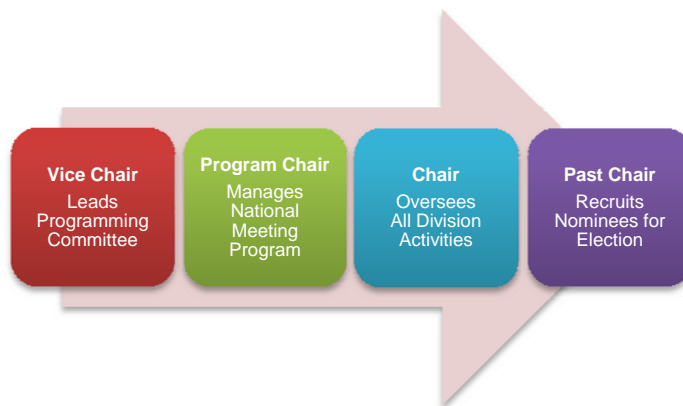 Vice Chair
Leads
Programming
Committee
Program Chair
Manages
National
Meeting
Program
Chair
Oversees
All Division
Activities
Past Chair
Recruits
Nominees for
Election